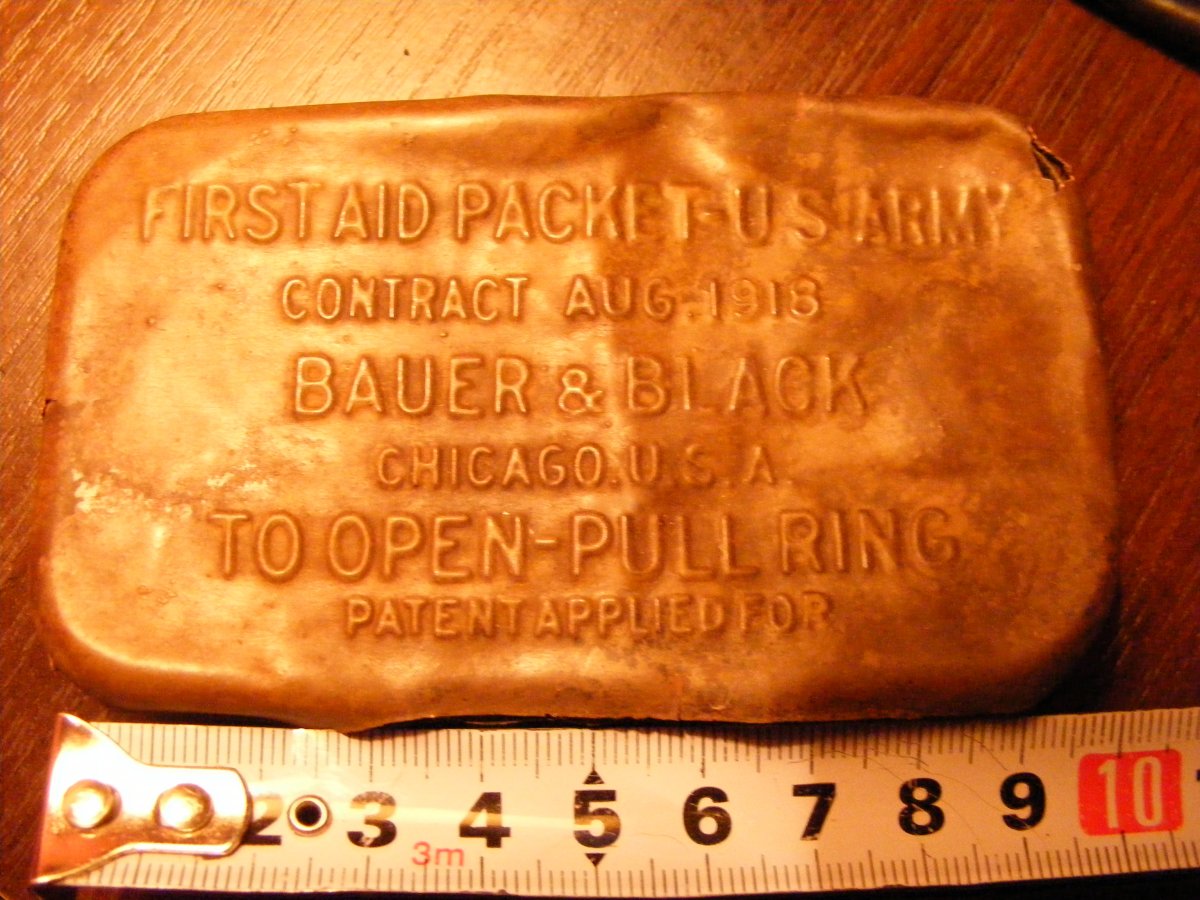 FIRST AID PACKET-U.S.ARMY
CONTRACT AUG-1918
BAUER & BLACK
CHICAGO.U.S.A.
TO OPEN-PULL RING
PATENT APPLIED FOR
2 3 4 5 6 7 8 9 10
3m